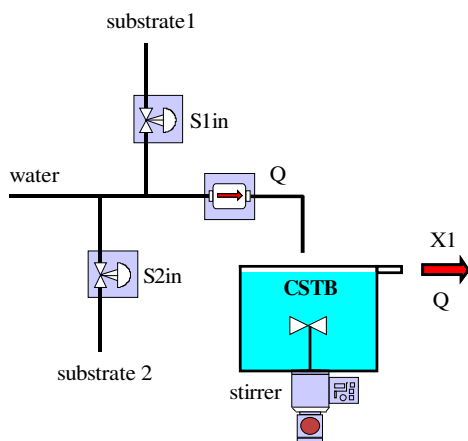 substrate1
S1in
water
Q
X1
CSTB
S2in
Q
substrate 2
stirrer